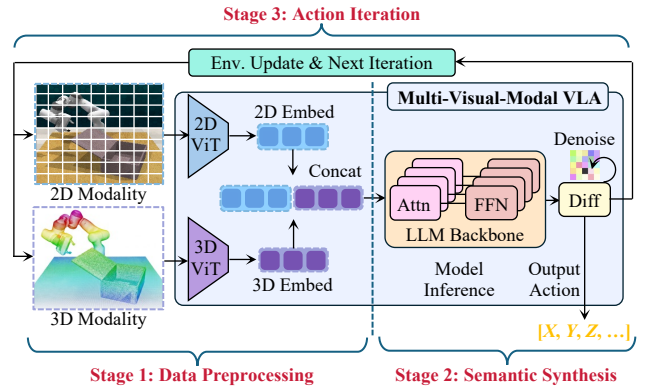 Stage 3: Action Iteration
Env. Update & Next Iteration
Multi-Visual-Modal VLA
2D Modality
2D
ViT
2D Embed
Concat
3D Modality
3D
ViT
3D Embed
Attn
FFN
LLM Backbone
Denoise
Diff
Model
Inference
Output
Action
[X, Y, Z, ...]
Stage 1: Data Preprocessing
Stage 2: Semantic Synthesis